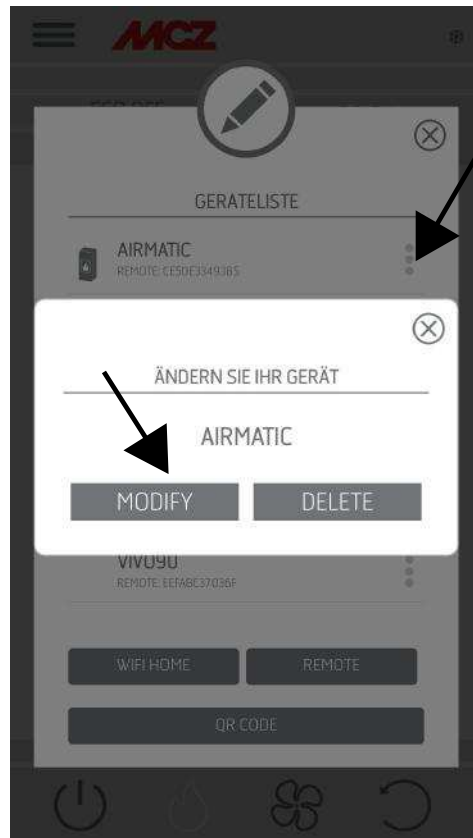 MCZ
GERATELISTE
AIRMATIC
REMOTE: CE5DE33493B5
ÄNDERN SIE IHR GERÄT
AIRMATIC
MODIFY DELETE
VIVO90
REMOTE: EEFABC37036F
WIFI HOME REMOTE
QR CODE